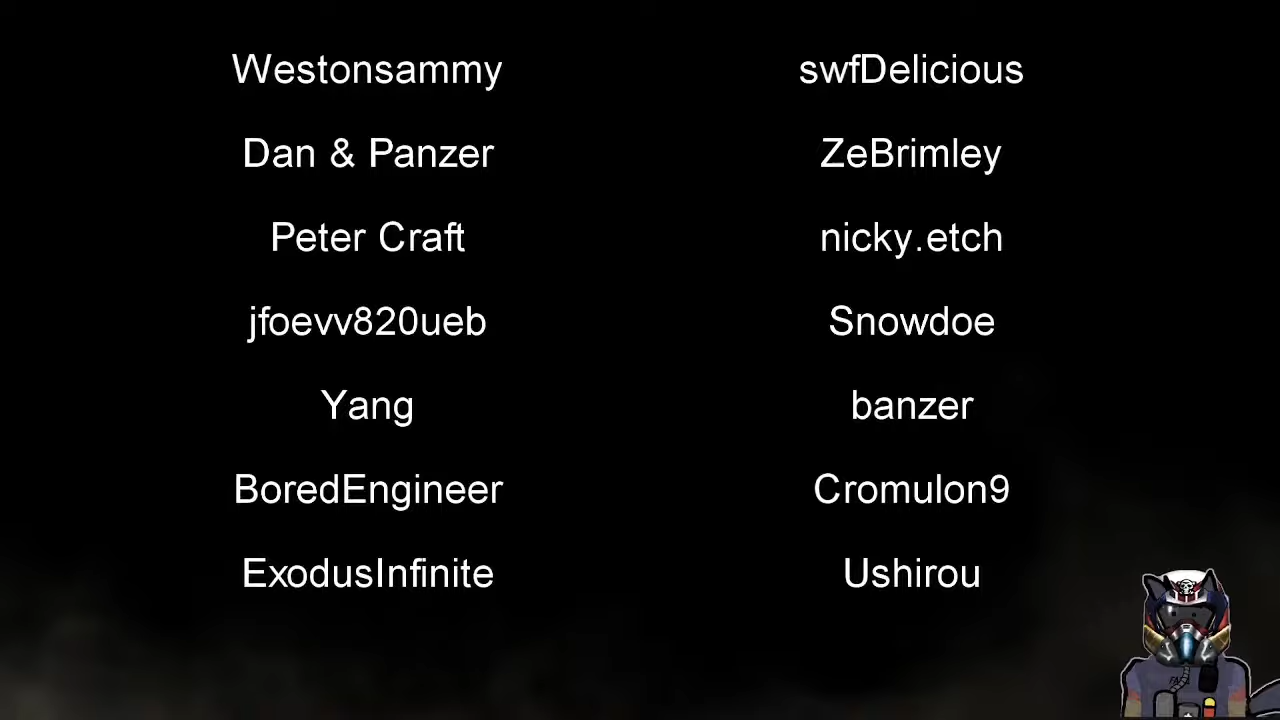 Westonsammy swfDelicious
Dan & Panzer ZeBrimley
Peter Craft nicky.etch
jfoevv820ueb Snowdoe
Yang banzer
BoredEngineer Cromulon9
ExodusInfinite Ushirou